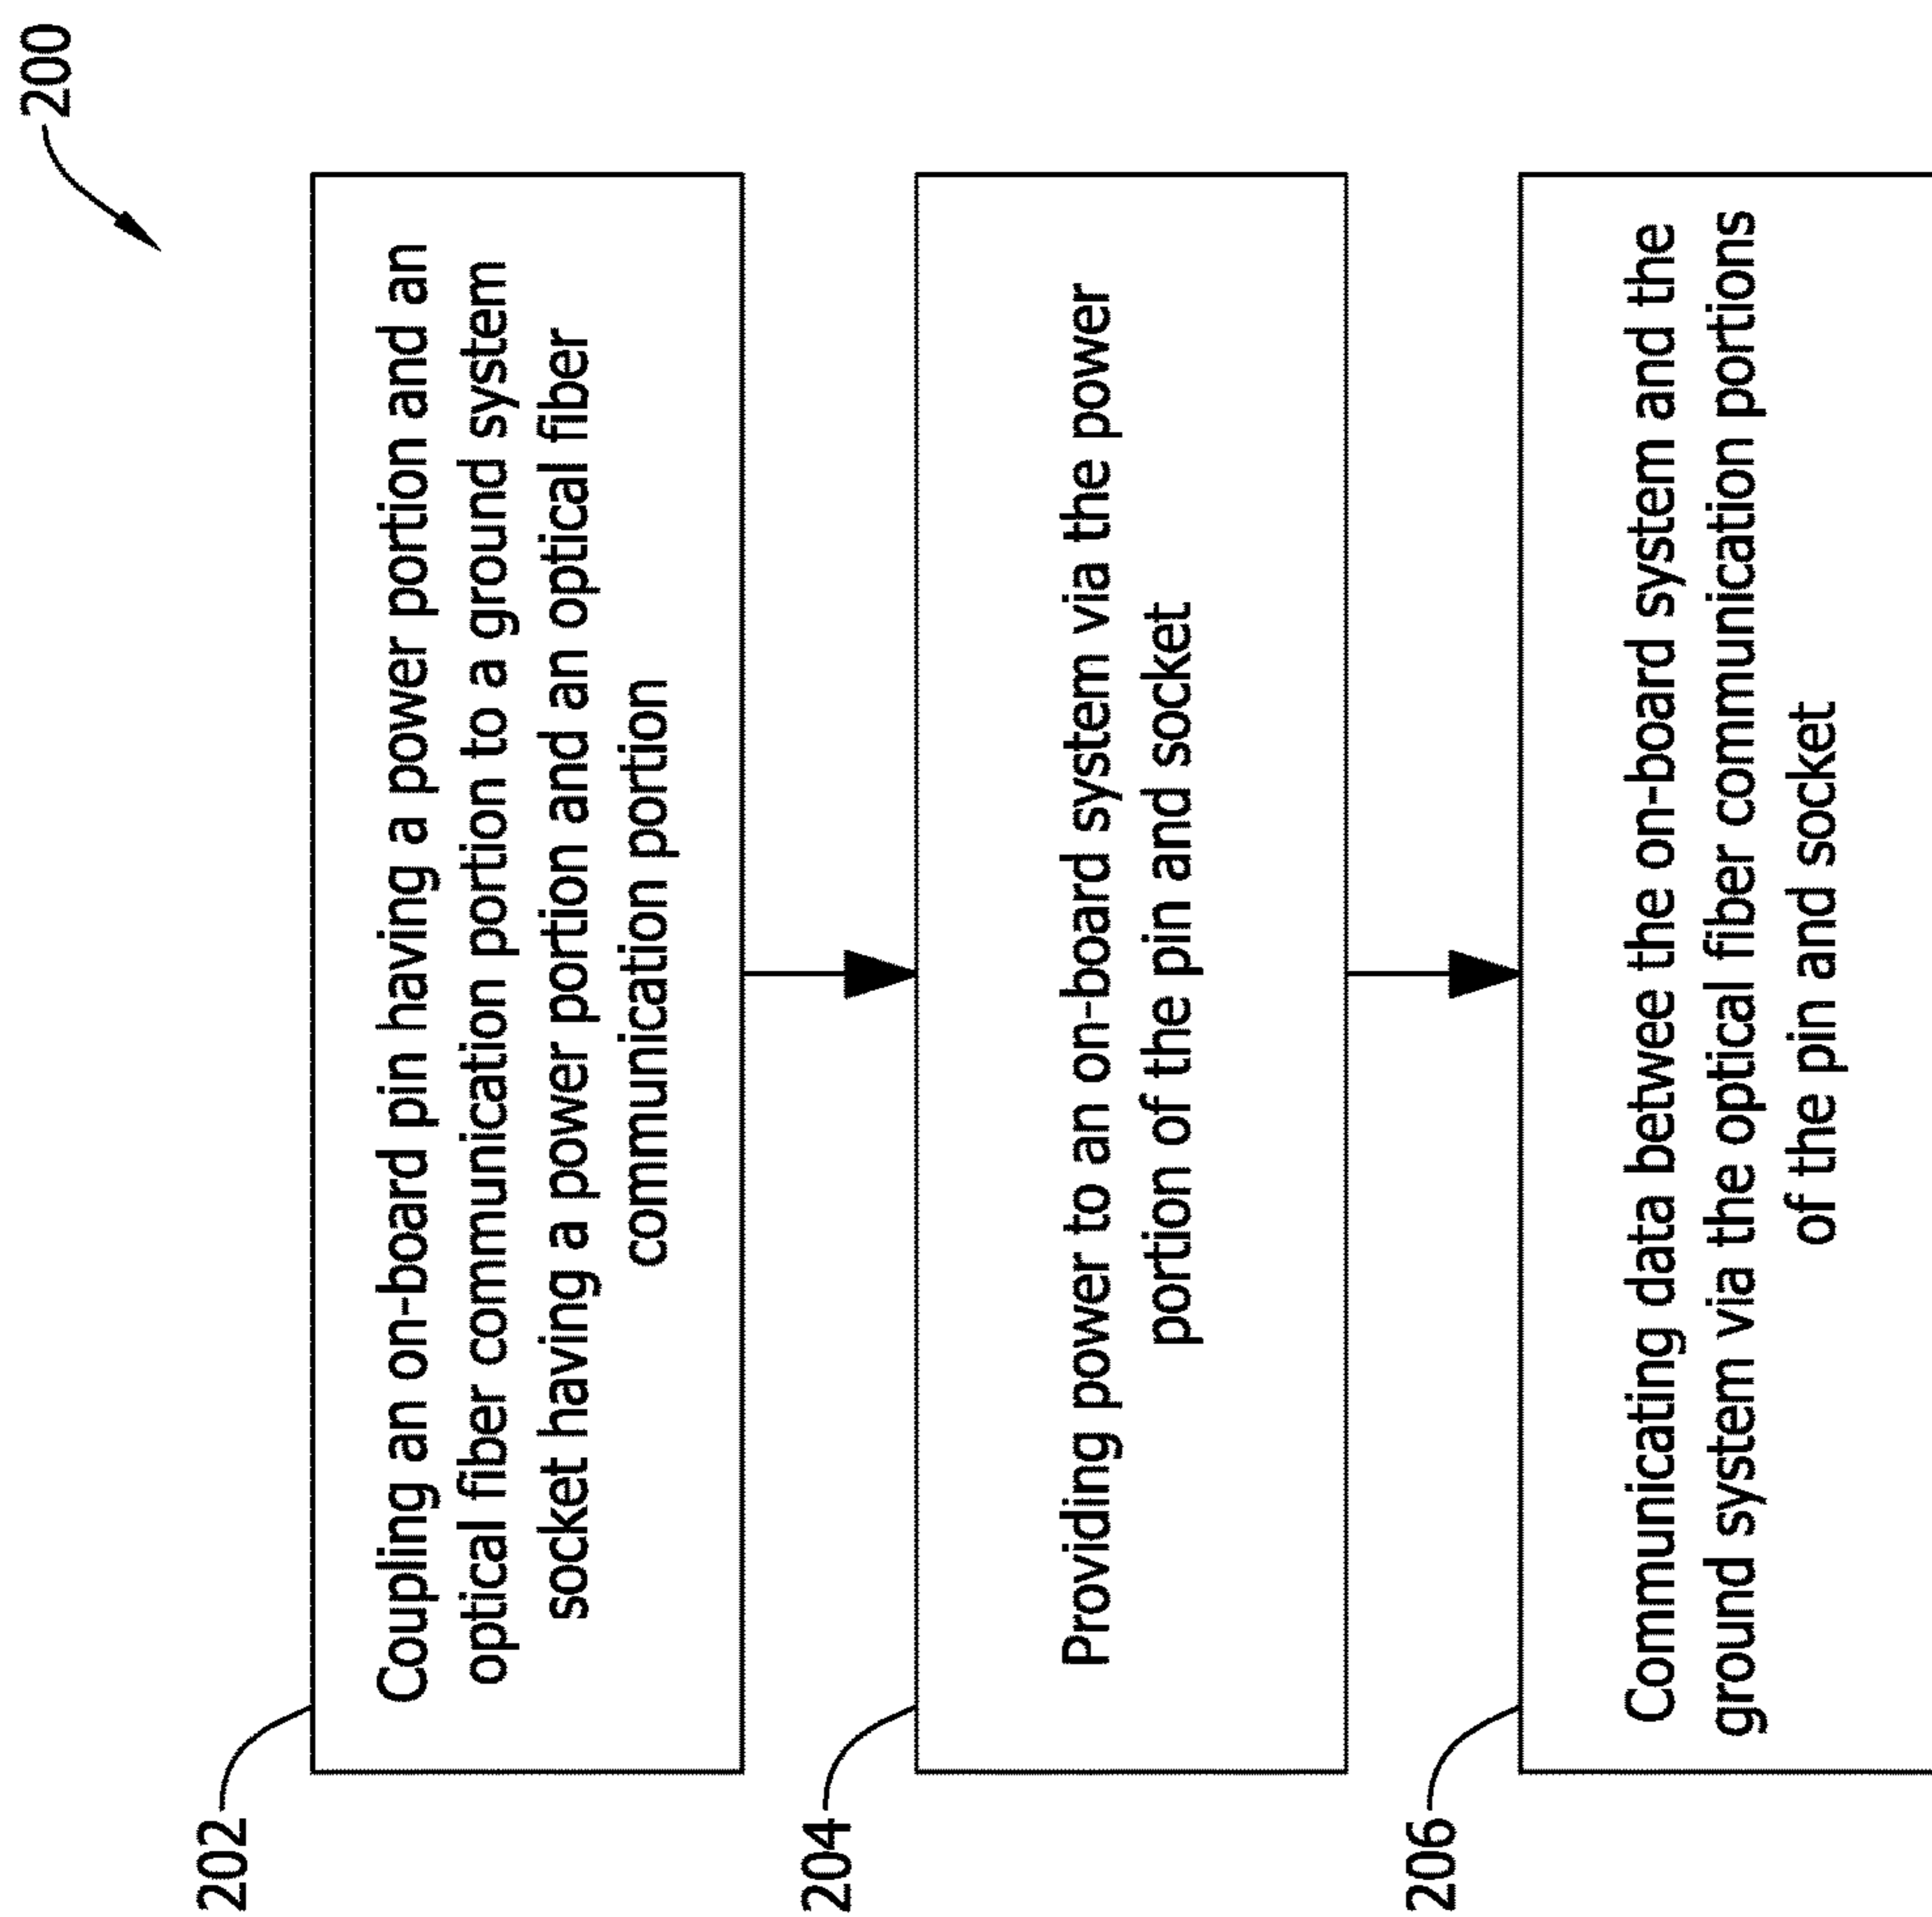 200
202
Coupling an on-board pin having a power portion and an
optical fiber communication portion to a ground system
socket having a power portion and an optical fiber
communication portion
204
Providing power to an on-board system via the power
portion of the pin and socket
206
Communicating data betwee the on-board system and the
ground system via the optical fiber communication portions
of the pin and socket